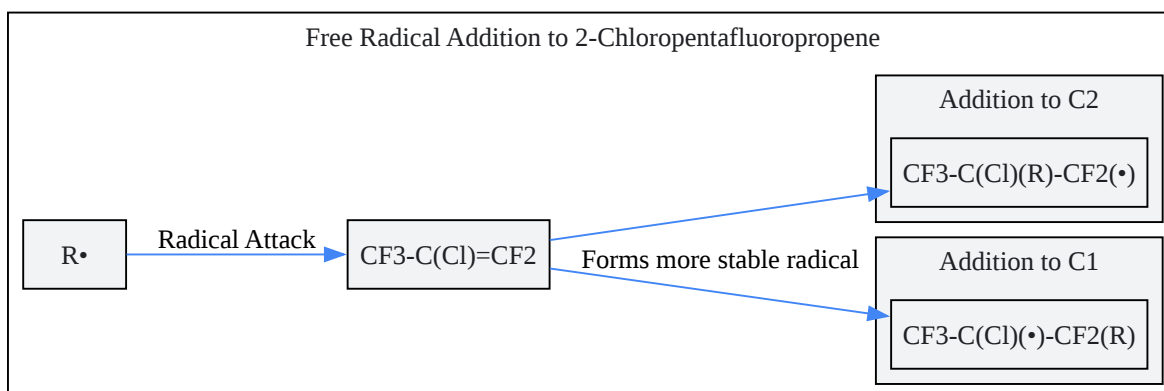 Free Radical Addition to 2-Chloropentafluoropropene
Addition to C2
CF3-C(Cl)(R)-CF2(•)
R•
Radical Attack
CF3-C(Cl)=CF2
Forms more stable radical
Addition to C1
CF3-C(Cl)(•)-CF2(R)